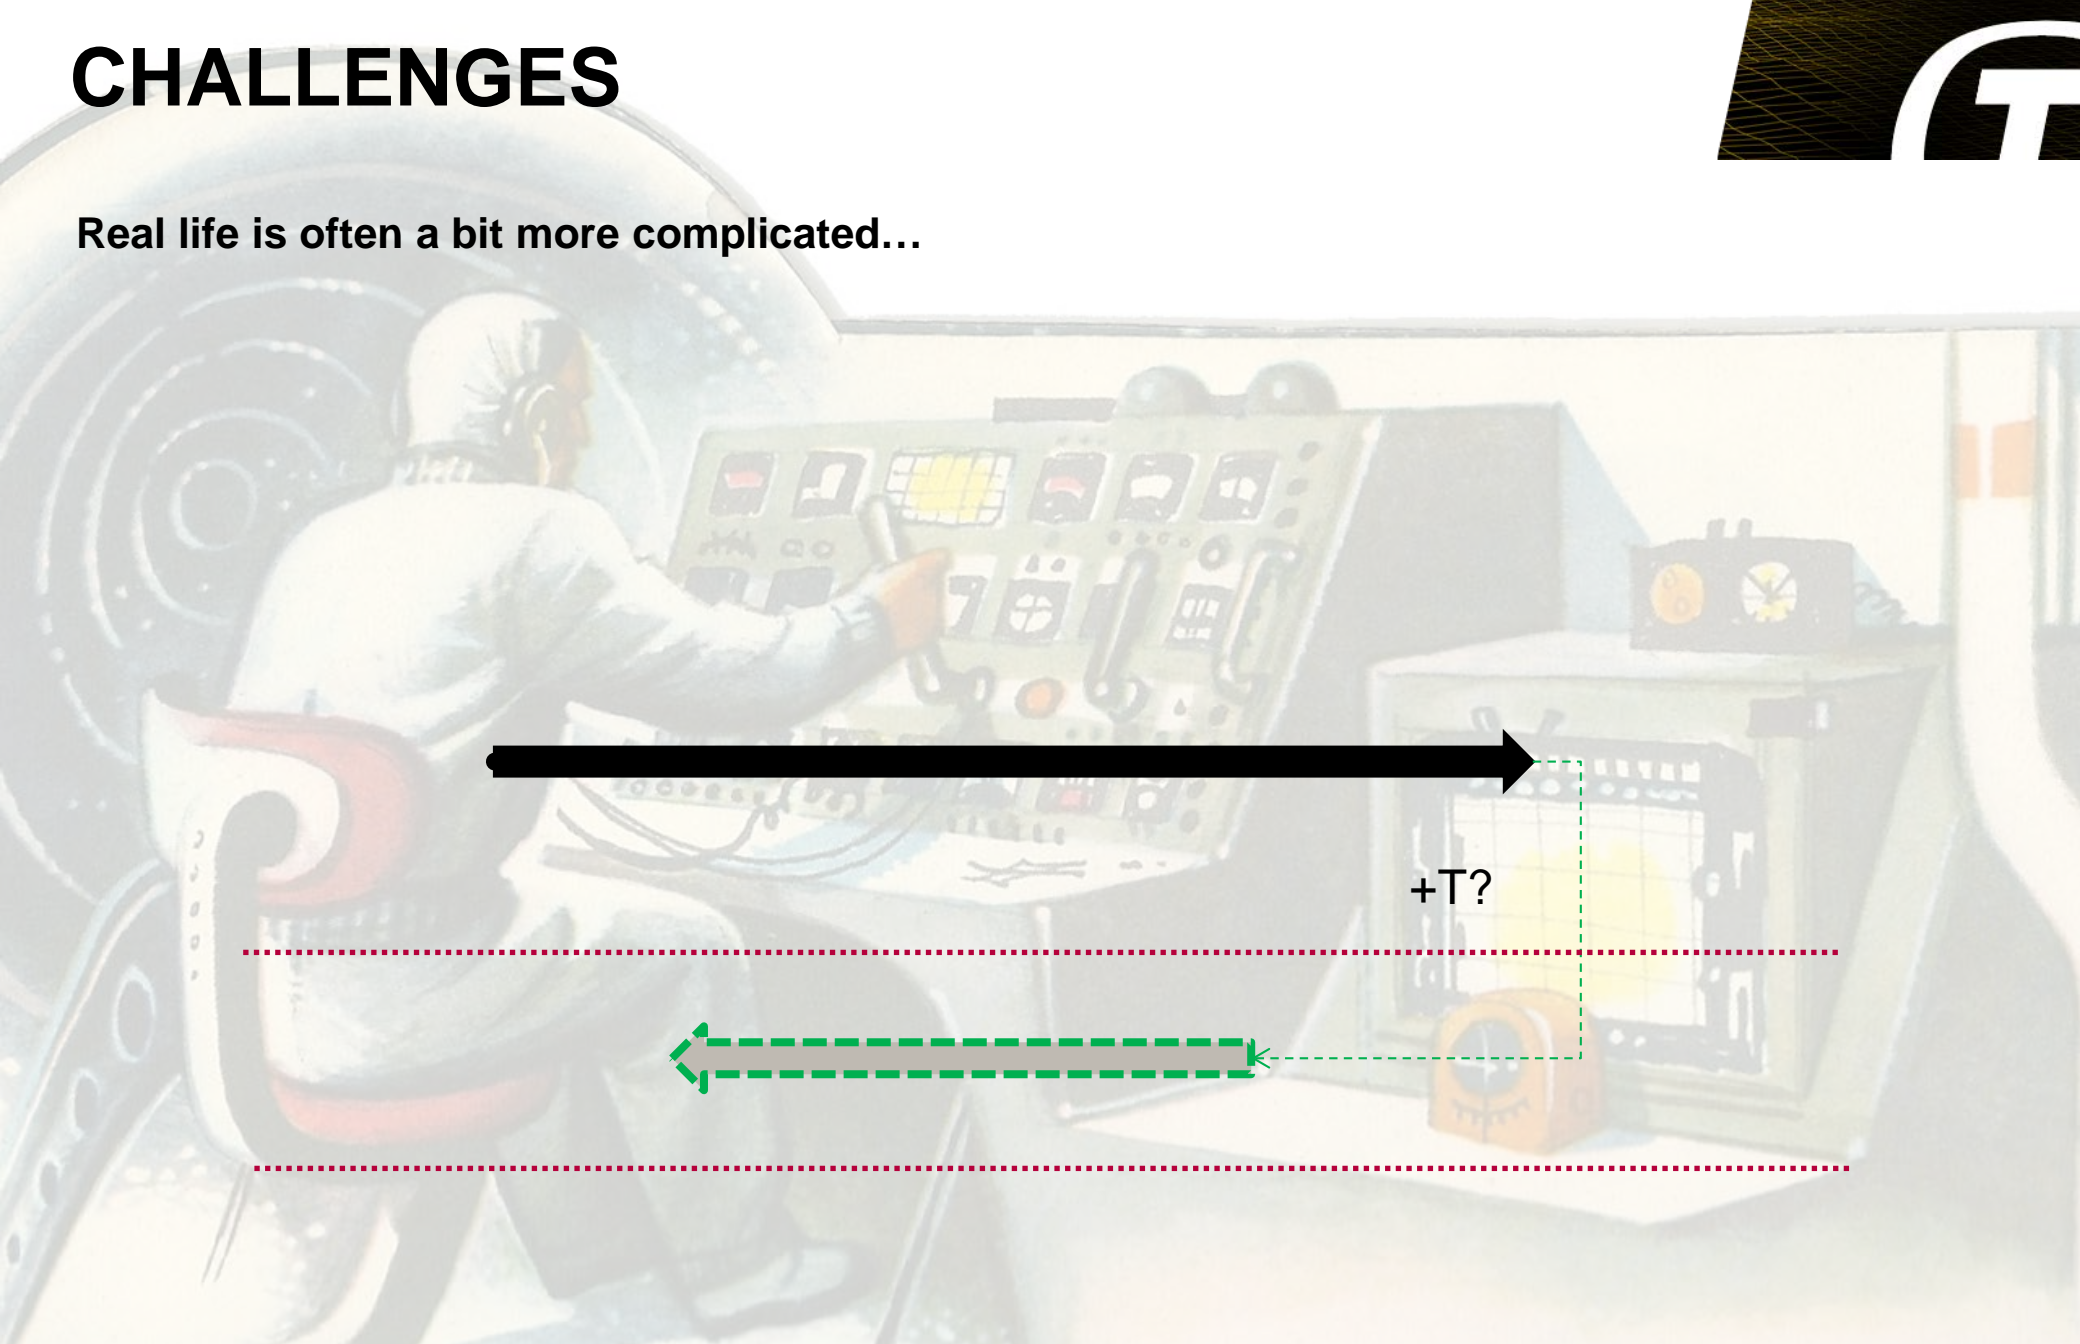 CHALLENGES
T
Real life is often a bit more complicated…
+T?